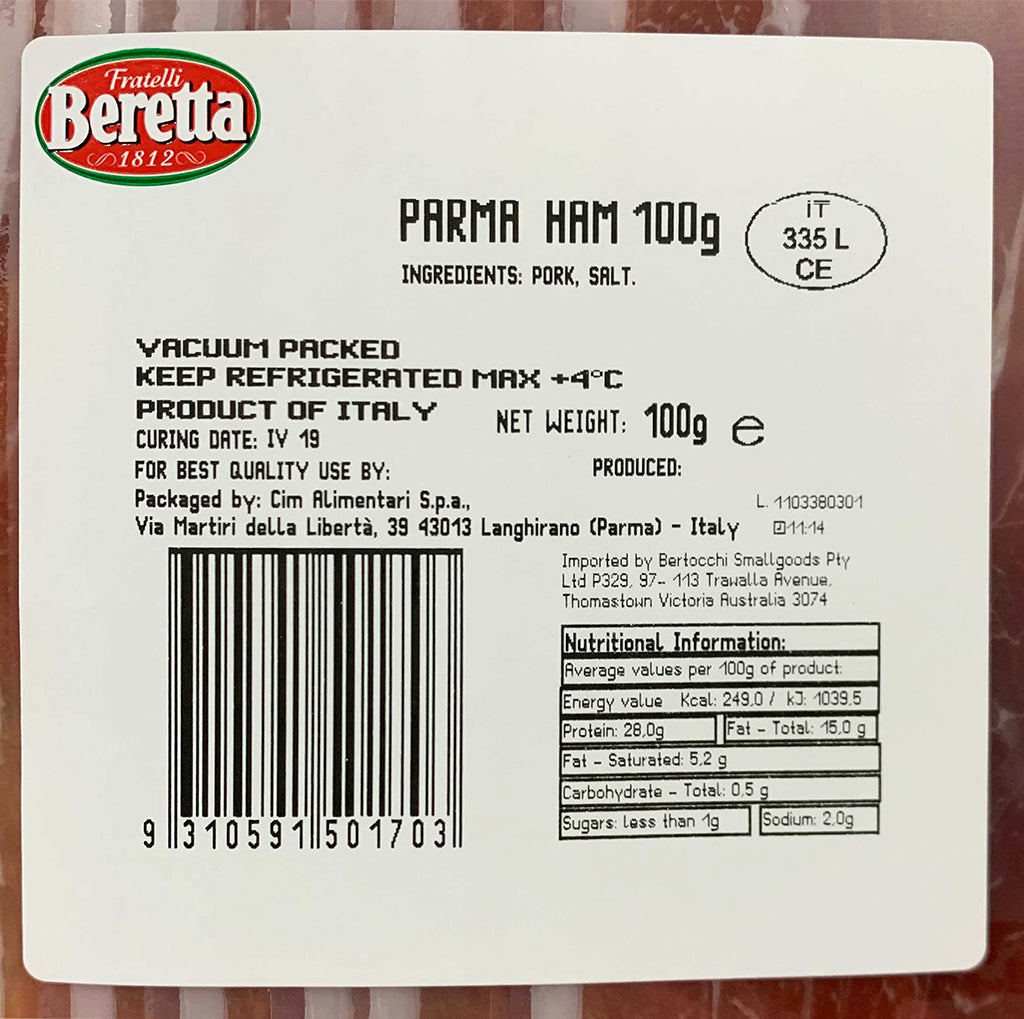 Fratelli
Beretta
1812
PARMA HAM 100g
INGREDIENTS: PORK, SALT.
iT
335 L
CE
VACUUM PACKED
KEEP REFRIGERATED MAX +4°C
PRODUCT OF ITALY
NET WEIGHT: 100g e
CURING DATE: IV 19
FOR BEST QUALITY USE BY:
PRODUCED:
Packaged by: Cim Alimentari S.p.a.,
L. 1103380301
Via Martiri della Libertà, 39 43013 Langhirano (Parma) - Italy
11:14
Imported by Bertocchi Smallgoods Pty
Ltd P329, 97- 113 Trawalla Avenue,
Thomastown Victoria Australia 3074
Nutritional Information:
Average values per 100g of product:
Energy value Kcal: 249,0 / kJ: 1039,5
Protein: 28,0g
Fat - Total: 15,0 g
Fat - Saturated: 5,2 g
Carbohydrate - Total: 0,5 g
Sugars: less than 1g
Sodium: 2,0g
9 310591 501703